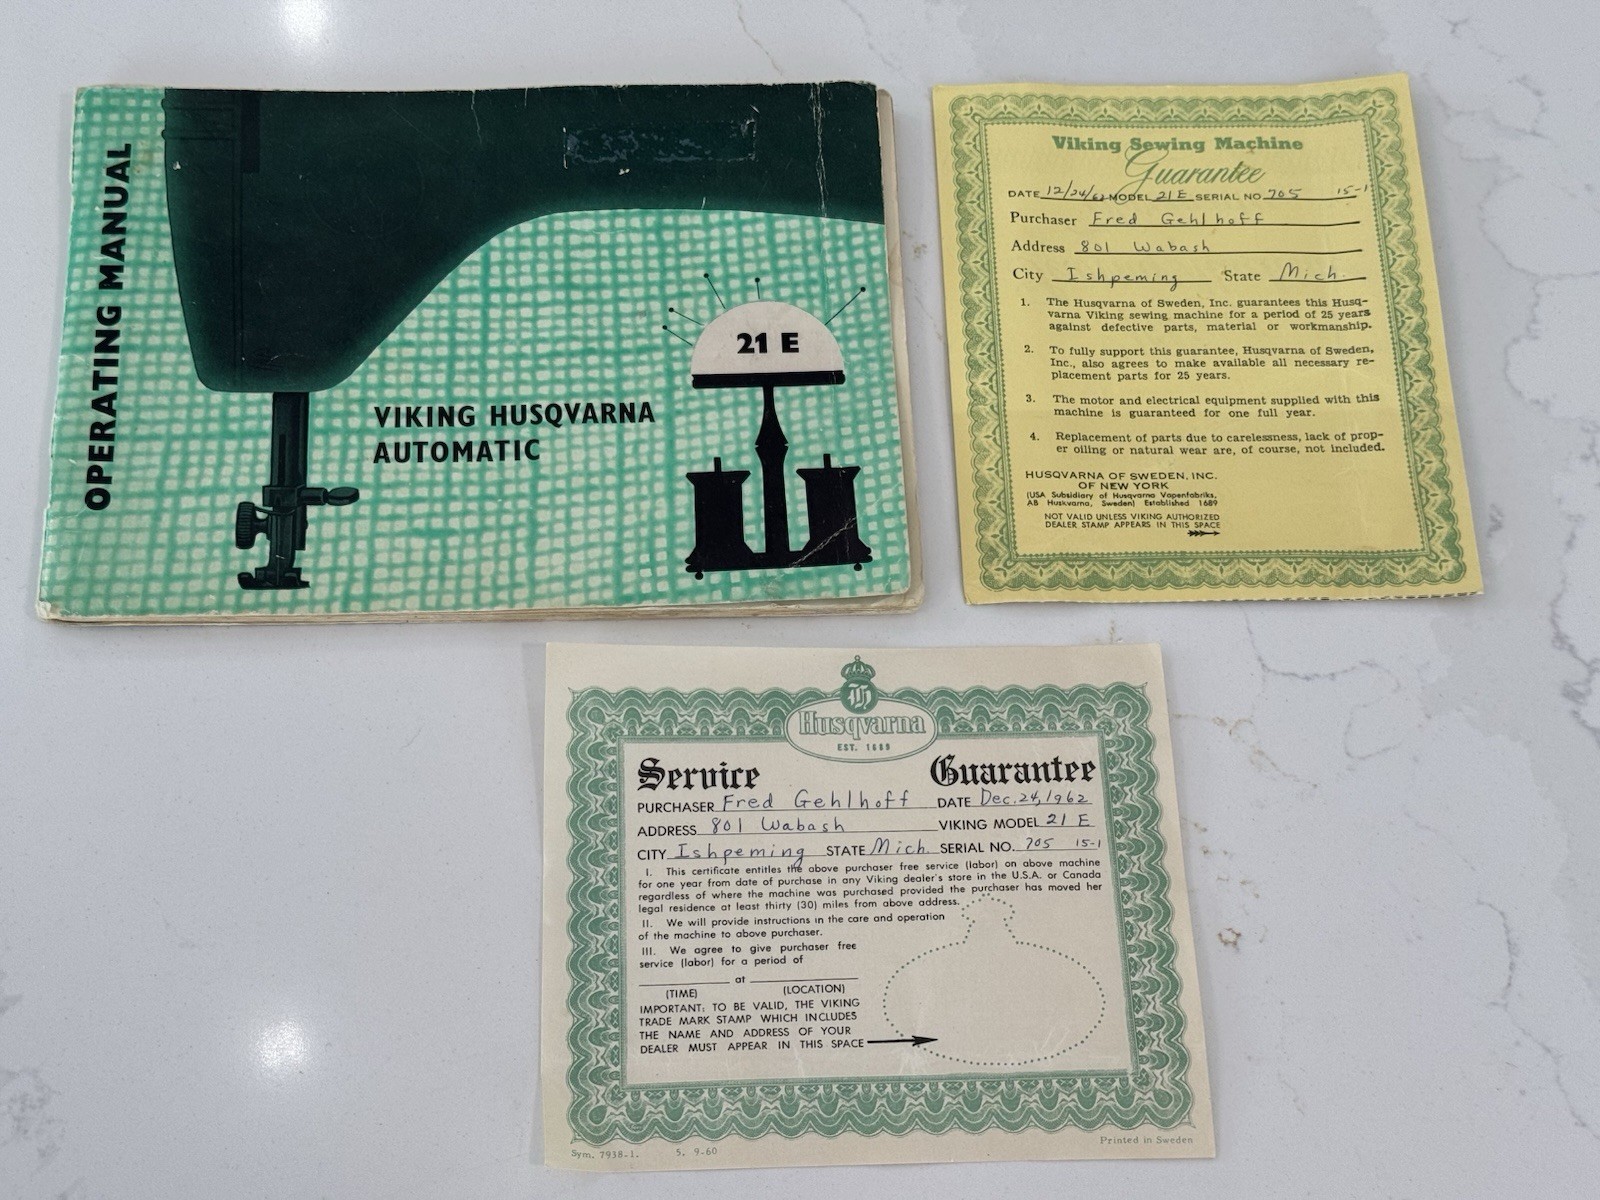 OPERATING MANUAL
21 E
VIKING HUSQVARNA
AUTOMATIC
Viking Sewing Machine
Guarantee
DATE 12/24/62 MODEL 21E SERIAL NO. 705 15-1
Purchaser Fred Gehlhoff
Address 801 Wabash
City Ishpeming State Mich.
1. The Husqvarna of Sweden, Inc. guarantees this Husq-
varna Viking sewing machine for a period of 25 years
against defective parts, material or workmanship.
2. To fully support this guarantee, Husqvarna of Sweden,
Inc., also agrees to make available all necessary re-
placement parts for 25 years.
3. The motor and electrical equipment supplied with this
machine is guaranteed for one full year.
4. Replacement of parts due to carelessness, lack of prop-
er oiling or natural wear are, of course, not included.
HUSQVARNA OF SWEDEN, INC.
OF NEW YORK
(USA Subsidiary of Husqvarna Vapenfabriks,
AB Huskvarna, Sweden) Established 1689
NOT VALID UNLESS VIKING AUTHORIZED
DEALER STAMP APPEARS IN THIS SPACE
H
Husqvarna
EST. 1689
Service Guarantee
PURCHASER Fred Gehlhoff DATE Dec. 24, 1962
ADDRESS 801 Wabash VIKING MODEL 21 E
CITY Ishpeming STATE Mich. SERIAL NO. 705 15-1
I. This certificate entitles the above purchaser free service (labor) on above machine
for one year from date of purchase in any Viking dealer's store in the U.S.A. or Canada
regardless of where the machine was purchased provided the purchaser has moved her
legal residence at least thirty (30) miles from above address.
II. We will provide instructions in the care and operation
of the machine to above purchaser.
III. We agree to give purchaser free
service (labor) for a period of
at
(TIME) (LOCATION)
IMPORTANT: TO BE VALID, THE VIKING
TRADE MARK STAMP WHICH INCLUDES
THE NAME AND ADDRESS OF YOUR
DEALER MUST APPEAR IN THIS SPACE
Sym. 7938-1. 5. 9-60
Printed in Sweden